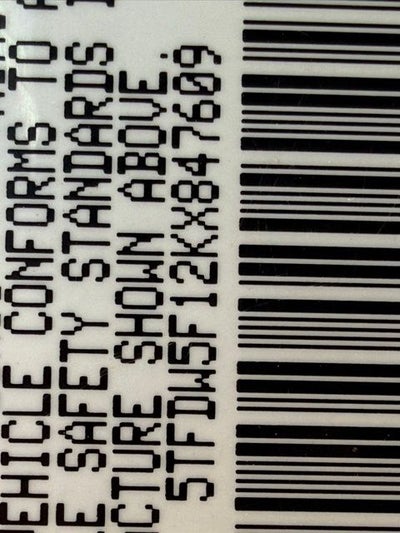 EHICLE CONFORMS TO A
E SAFETY STANDARDS I
CTURE SHOWN ABOVE.
5TFDW5F12KX847609